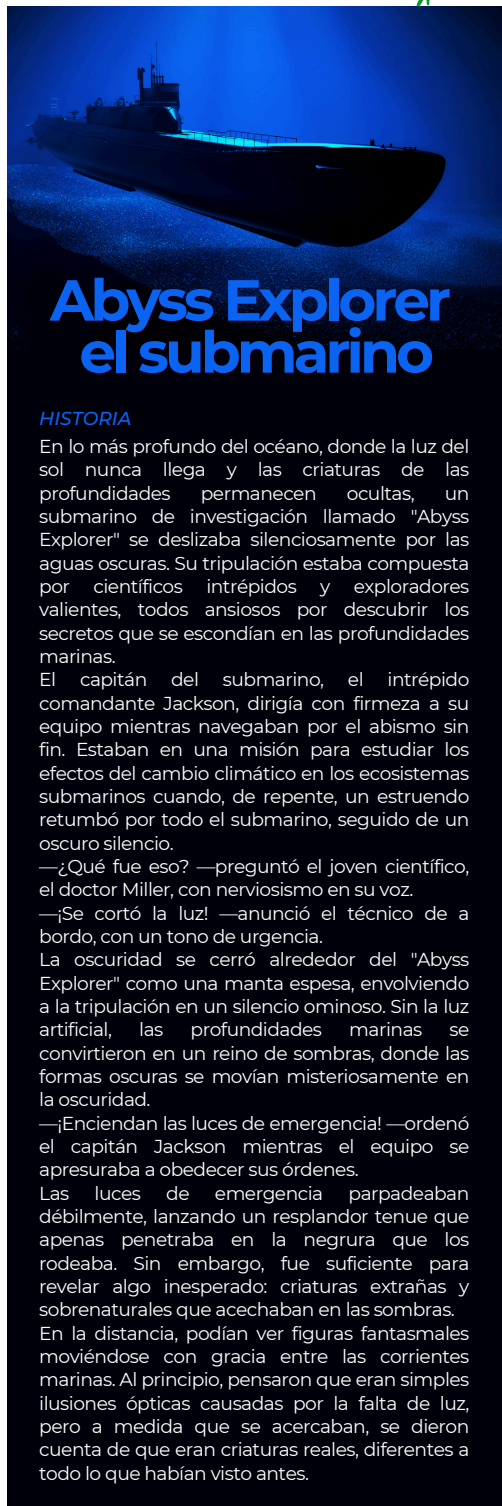 Abyss Explorer
el submarino
HISTORIA
En lo más profundo del océano, donde la luz del
sol nunca llega y las criaturas de las
profundidades permanecen ocultas, un
submarino de investigación llamado "Abyss
Explorer" se deslizaba silenciosamente por las
aguas oscuras. Su tripulación estaba compuesta
por científicos intrépidos y exploradores
valientes, todos ansiosos por descubrir los
secretos que se escondían en las profundidades
marinas.
El capitán del submarino, el intrépido
comandante Jackson, dirigía con firmeza a su
equipo mientras navegaban por el abismo sin
fin. Estaban en una misión para estudiar los
efectos del cambio climático en los ecosistemas
submarinos cuando, de repente, un estruendo
retumbó por todo el submarino, seguido de un
oscuro silencio.
—¿Qué fue eso? —preguntó el joven científico,
el doctor Miller, con nerviosismo en su voz.
—¡Se cortó la luz! —anunció el técnico de a
bordo, con un tono de urgencia.
La oscuridad se cerró alrededor del "Abyss
Explorer" como una manta espesa, envolviendo
a la tripulación en un silencio ominoso. Sin la luz
artificial, las profundidades marinas se
convirtieron en un reino de sombras, donde las
formas oscuras se movían misteriosamente en
la oscuridad.
—¡Enciendan las luces de emergencia! —ordenó
el capitán Jackson mientras el equipo se
apresuraba a obedecer sus órdenes.
Las luces de emergencia parpadeaban
débilmente, lanzando un resplandor tenue que
apenas penetraba en la negrura que los
rodeaba. Sin embargo, fue suficiente para
revelar algo inesperado: criaturas extrañas y
sobrenaturales que acechaban en las sombras.
En la distancia, podían ver figuras fantasmales
moviéndose con gracia entre las corrientes
marinas. Al principio, pensaron que eran simples
ilusiones ópticas causadas por la falta de luz,
pero a medida que se acercaban, se dieron
cuenta de que eran criaturas reales, diferentes a
todo lo que habían visto antes.